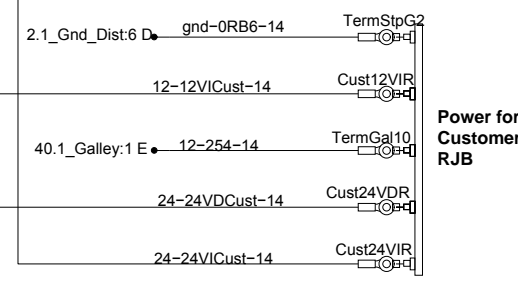 gnd-0RB6-14 TermStpG2
2.1_Gnd_Dist:6 D
12-12VICust-14 Cust12VIR
40.1_Galley:1 E 12-254-14 TermGal10
24-24VDCust-14 Cust24VDR
24-24VICust-14 Cust24VIR
Power for
Customer
RJB